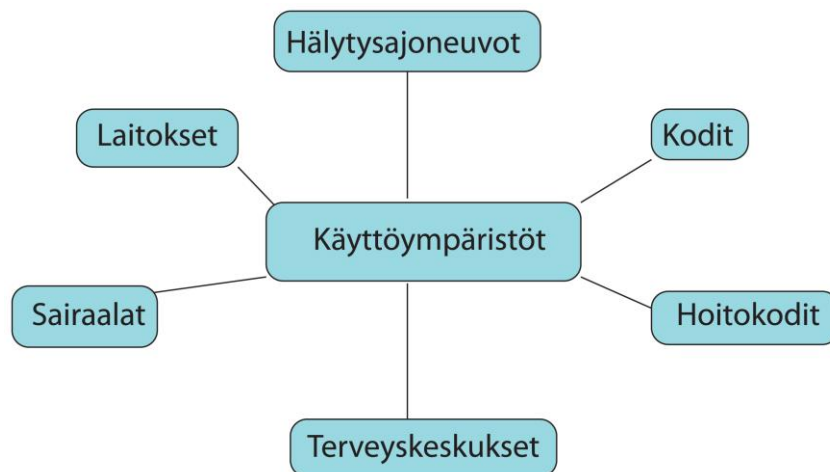 Hälytysajoneuvot
Laitokset
Kodit
Käyttöympäristöt
Sairaalat
Hoitokodit
Terveyskeskukset